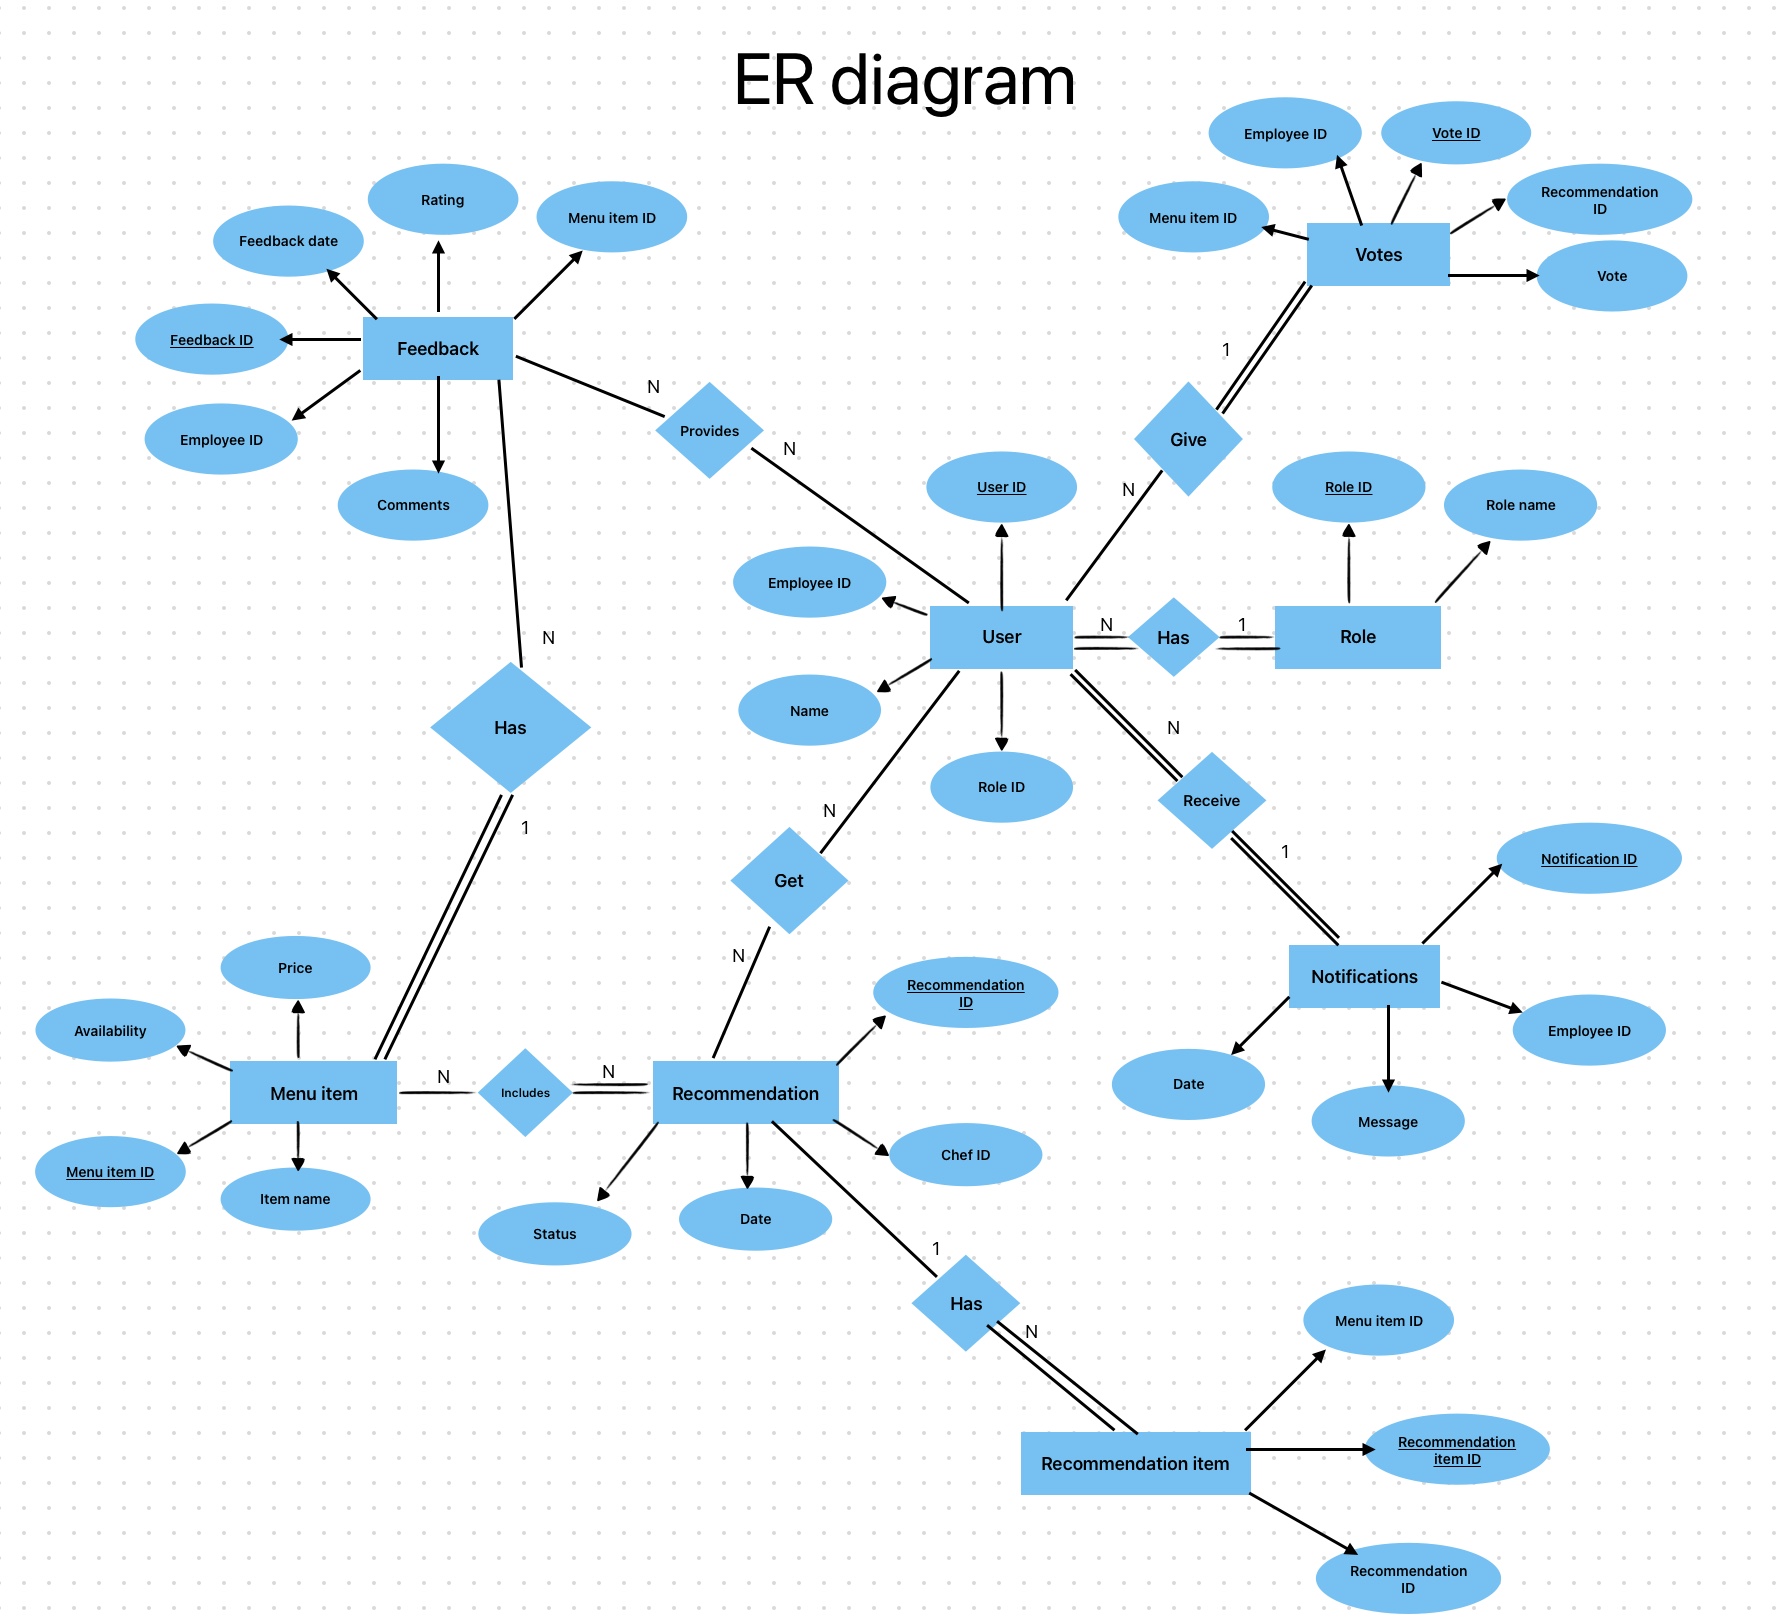 ER diagram
Employee ID
Vote ID
Recommendation
ID
Menu item ID
Votes
Vote
Rating
Menu item ID
Feedback date
Feedback ID
Feedback
Employee ID
Comments
N
Provides
N
1
Give
N
User ID
Role ID
Role name
Employee ID
User
N
Has
1
Role
Name
Role ID
N
Has
1
N
Receive
1
N
Get
N
Notification ID
Notifications
Employee ID
Date
Message
Price
Availability
Menu item
N
Includes
N
Recommendation
Recommendation
ID
Menu item ID
Item name
Chef ID
Status
Date
1
Has
N
Menu item ID
Recommendation item
Recommendation
item ID
Recommendation
ID